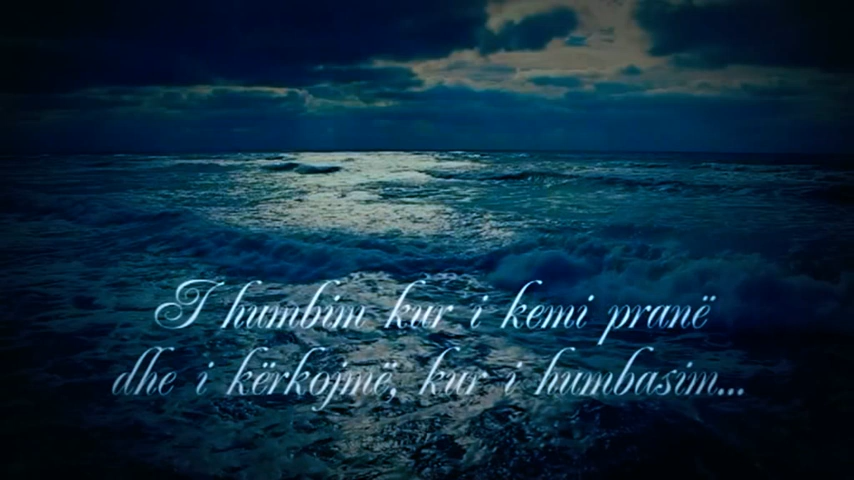 I humbim kur i kemi pranë
dhe i kërkojmë, kur i humbasim...